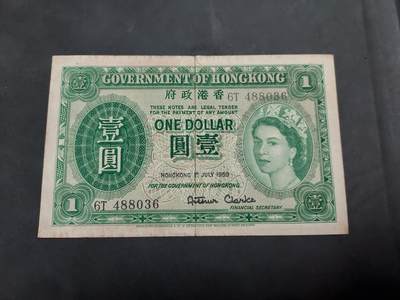 GOVERNMENT OF HONGKONG
1
1
府政港香
6T 488036
THESE NOTES ARE LEGAL TENDER
FOR THE PAYMENT OF ANY AMOUNT
壹圓
ONE DOLLAR
圓壹
HONGKONG 1ST JULY 1959
FOR THE GOVERNMENT OF HONGKONG.
6T 488036
Arthur Clarke
FINANCIAL SECRETARY.
1
1